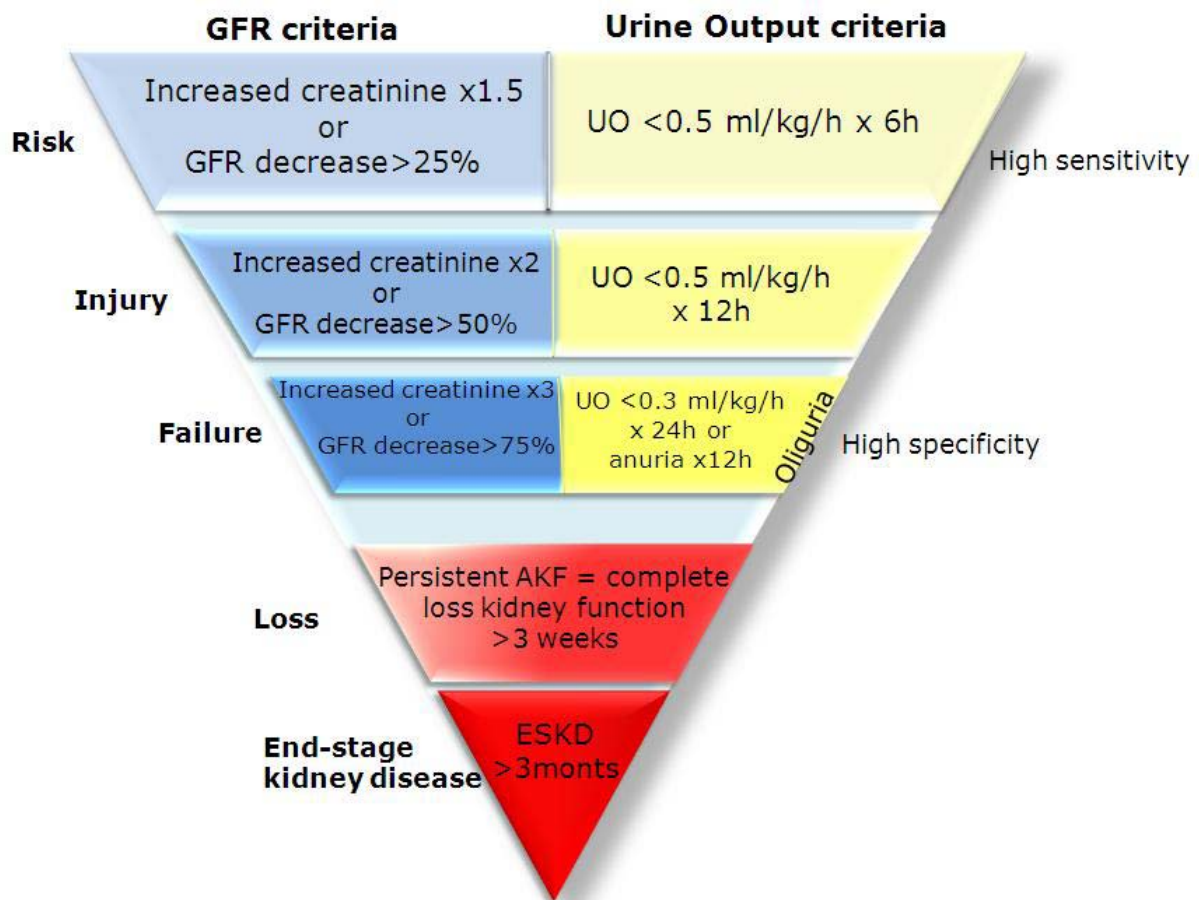 GFR criteria
Urine Output criteria
Risk
Increased creatinine x1.5
or
GFR decrease>25%
UO <0.5 ml/kg/h x 6h
High sensitivity
Injury
Increased creatinine x2
or
GFR decrease>50%
UO <0.5 ml/kg/h
x 12h
Failure
Increased creatinine x3
or
GFR decrease>75%
UO <0.3 ml/kg/h
x 24h or
anuria x12h
Oliguria
High specificity
Loss
Persistent AKF = complete
loss kidney function
>3 weeks
End-stage
kidney disease
ESKD
>3monts